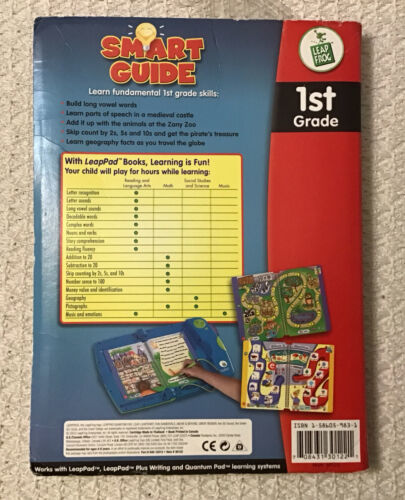 SMART
GUIDE
LEAP
FROG
1st
Grade
Learn fundamental 1st grade skills:
Build long vowel words
Learn parts of speech in a medieval castle
Add it up with the animals at the Zany Zoo
Skip count by 2s, 5s and 10s and get the pirate's treasure
Learn geography facts as you travel the globe
With LeapPad™ Books, Learning is Fun!
Your child will play for hours while learning:
Reading and Language Arts
Math
Social Studies and Science
Music
Letter recognition
Letter sounds
Long vowel sounds
Decodable words
Complex words
Nouns and verbs
Story comprehension
Reading fluency
Addition to 20
Subtraction to 20
Skip counting by 2s, 5s, and 10s
Number sense to 100
Money value and identification
Geography
Pictographs
Music and emotions
ISBN 1-58605-983-1
Works with LeapPad™, LeapPad™ Plus Writing and Quantum Pad™ learning systems